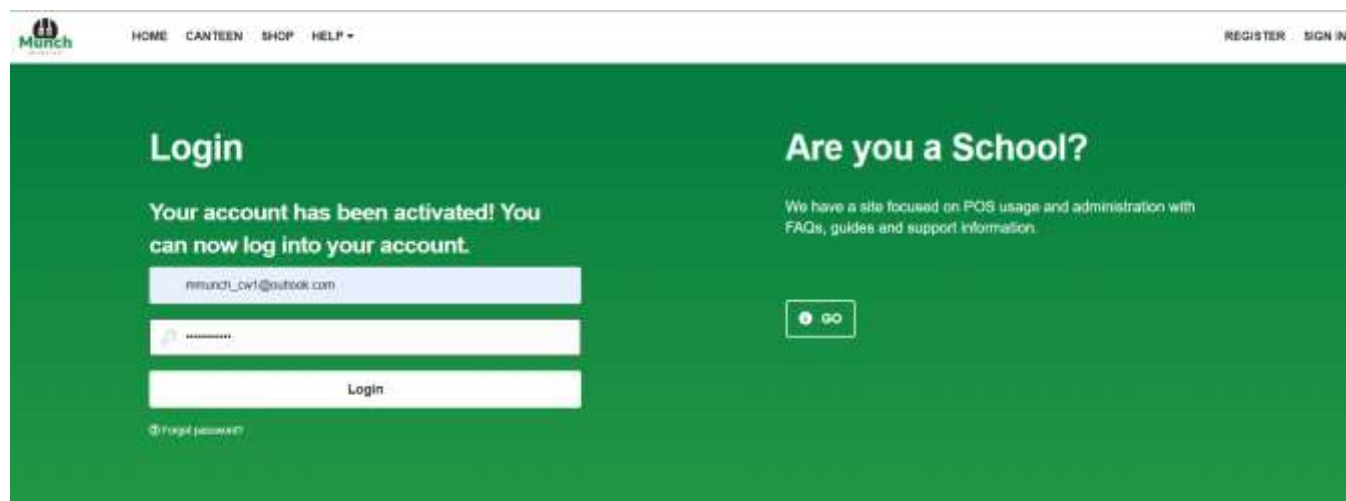 Munch
HOME CANTEEN SHOP HELP
REGISTER SIGN IN
Login
Your account has been activated! You
can now log into your account.
mmunch_cw1@outlook.com
Login
Forgot password?
Are you a School?
We have a site focused on POS usage and administration with
FAQs, guides and support information.
GO